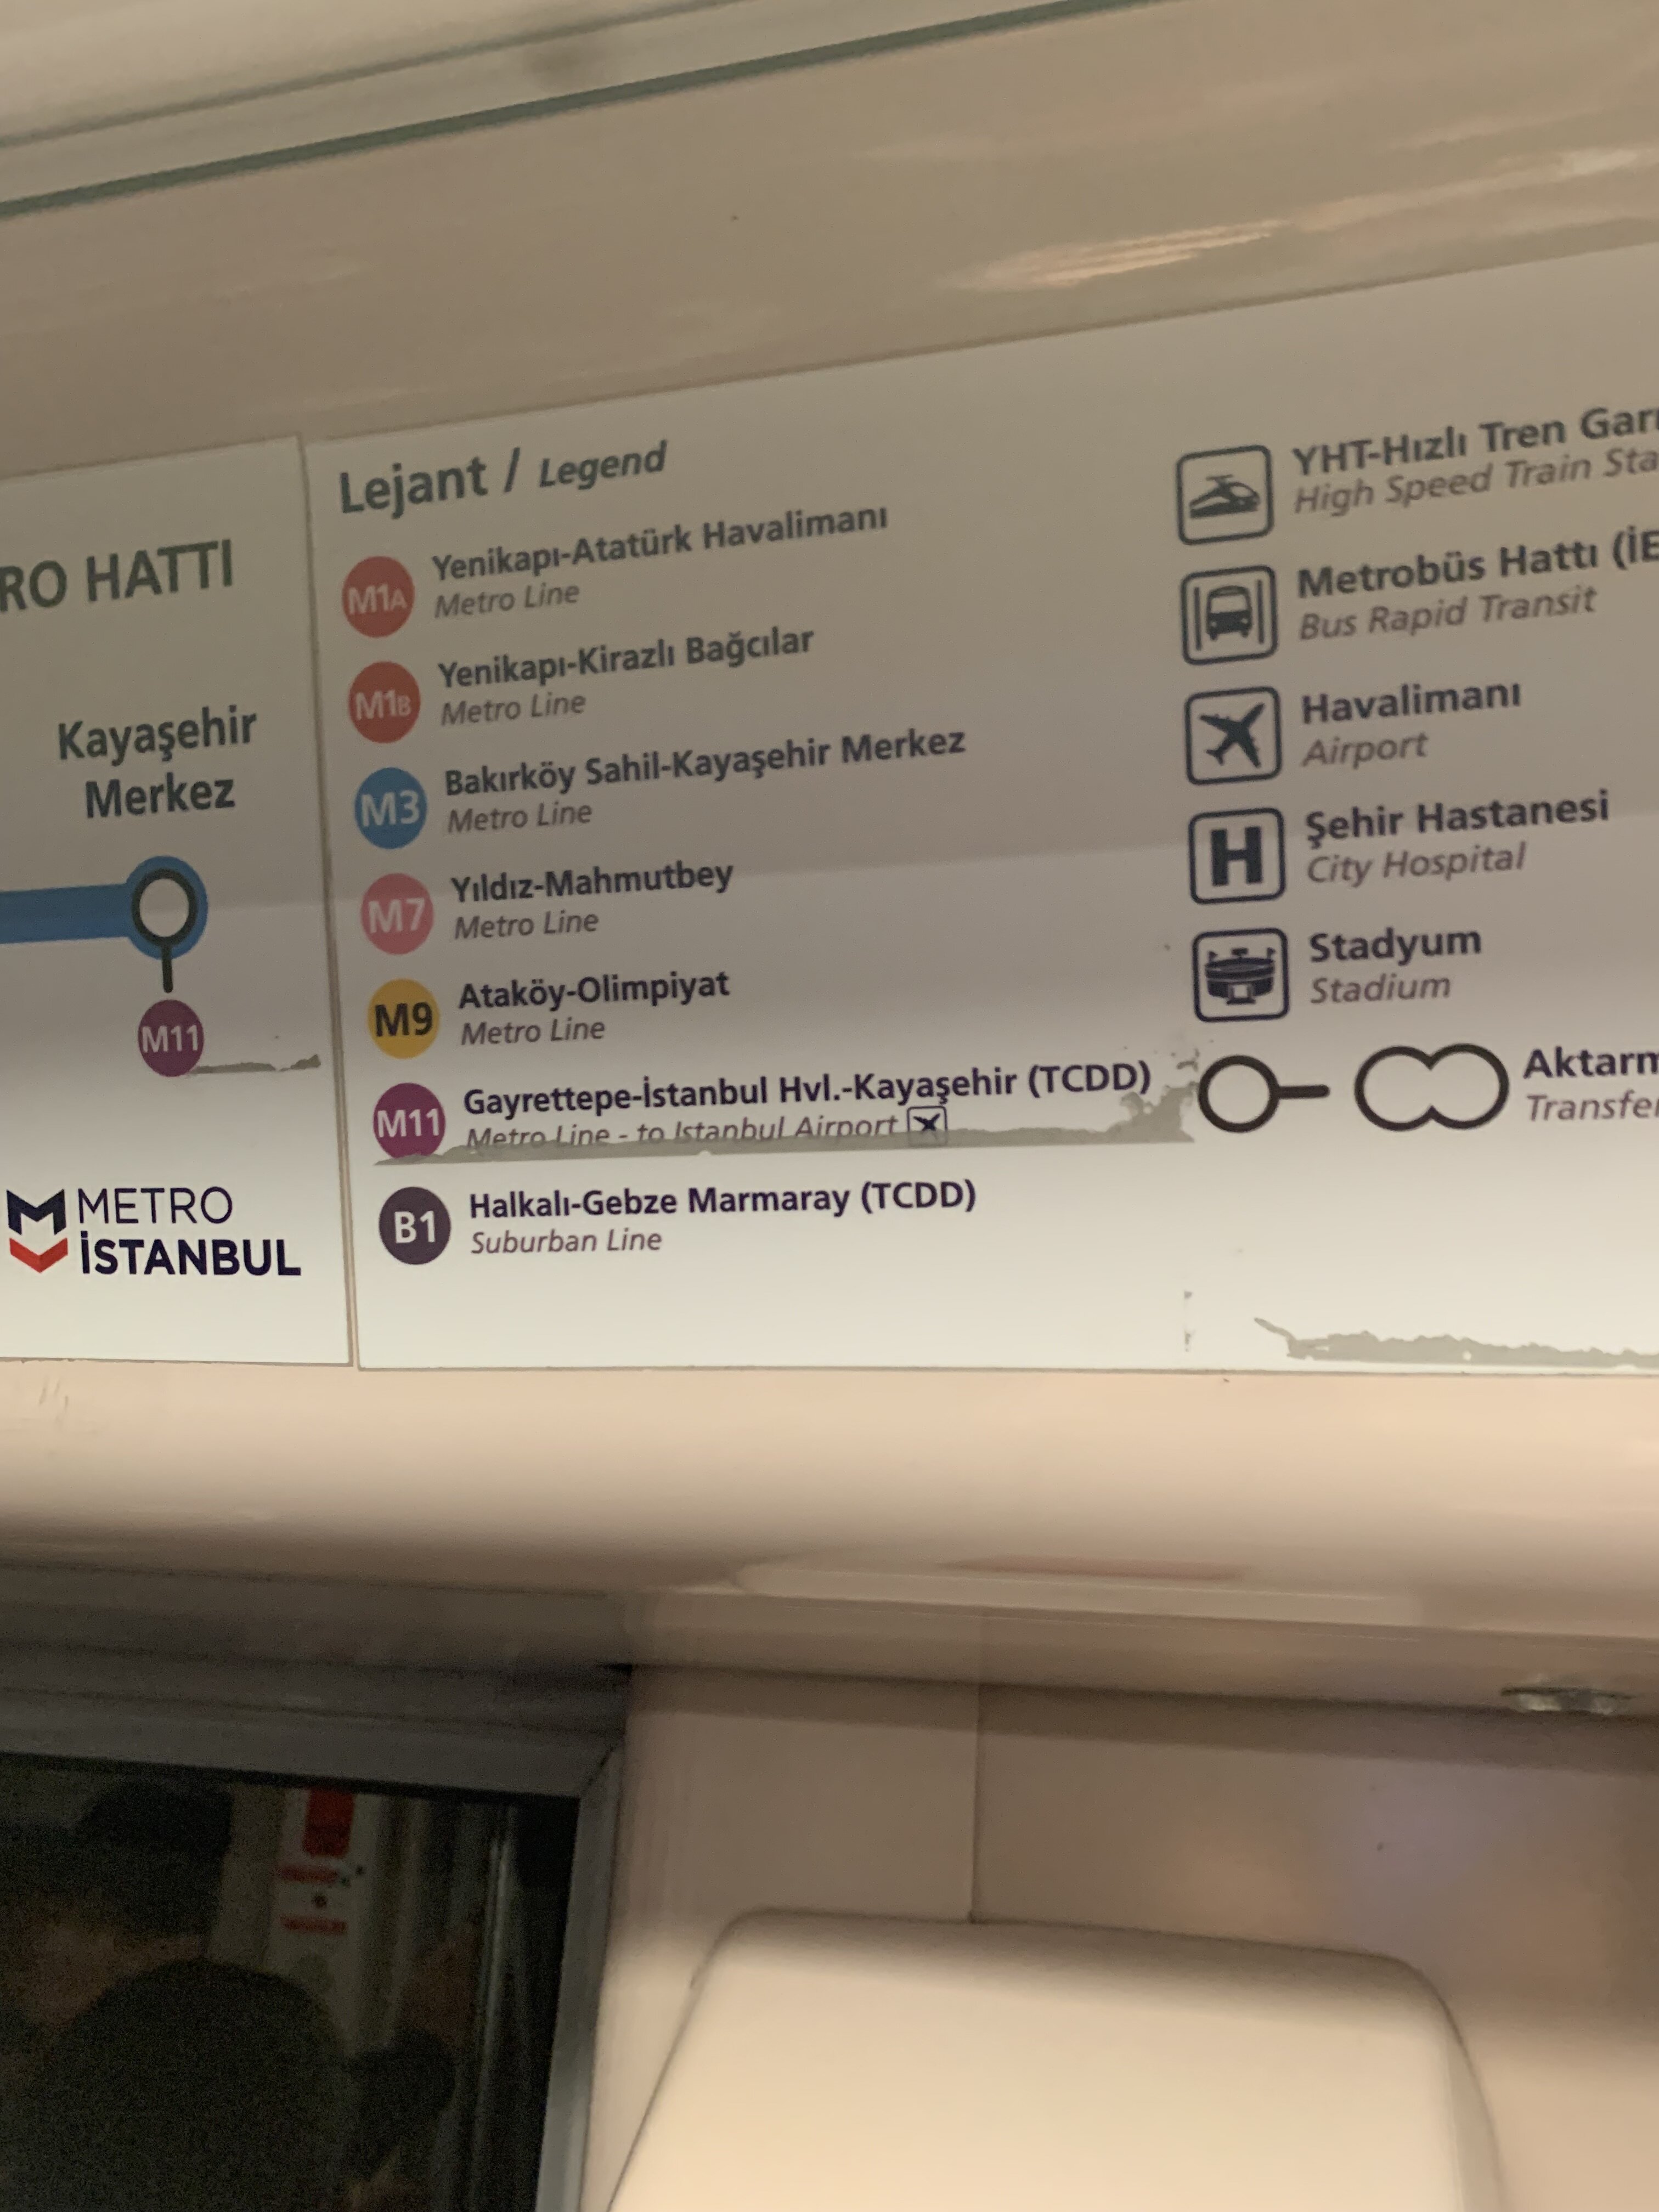 RO HATTI
Kayaşehir
Merkez
M11
METRO
İSTANBUL
Lejant / Legend
M1A Yenikapı-Atatürk Havalimanı
Metro Line
M1B Yenikapı-Kirazlı Bağcılar
Metro Line
M3 Bakırköy Sahil-Kayaşehir Merkez
Metro Line
M7 Yıldız-Mahmutbey
Metro Line
M9 Ataköy-Olimpiyat
Metro Line
M11 Gayrettepe-İstanbul Hvl.-Kayaşehir (TCDD)
Metro Line - to Istanbul Airport
B1 Halkalı-Gebze Marmaray (TCDD)
Suburban Line
YHT-Hızlı Tren Garı
High Speed Train Sta
Metrobüs Hattı (İE
Bus Rapid Transit
Havalimanı
Airport
H Şehir Hastanesi
City Hospital
Stadyum
Stadium
Aktarm
Transfe